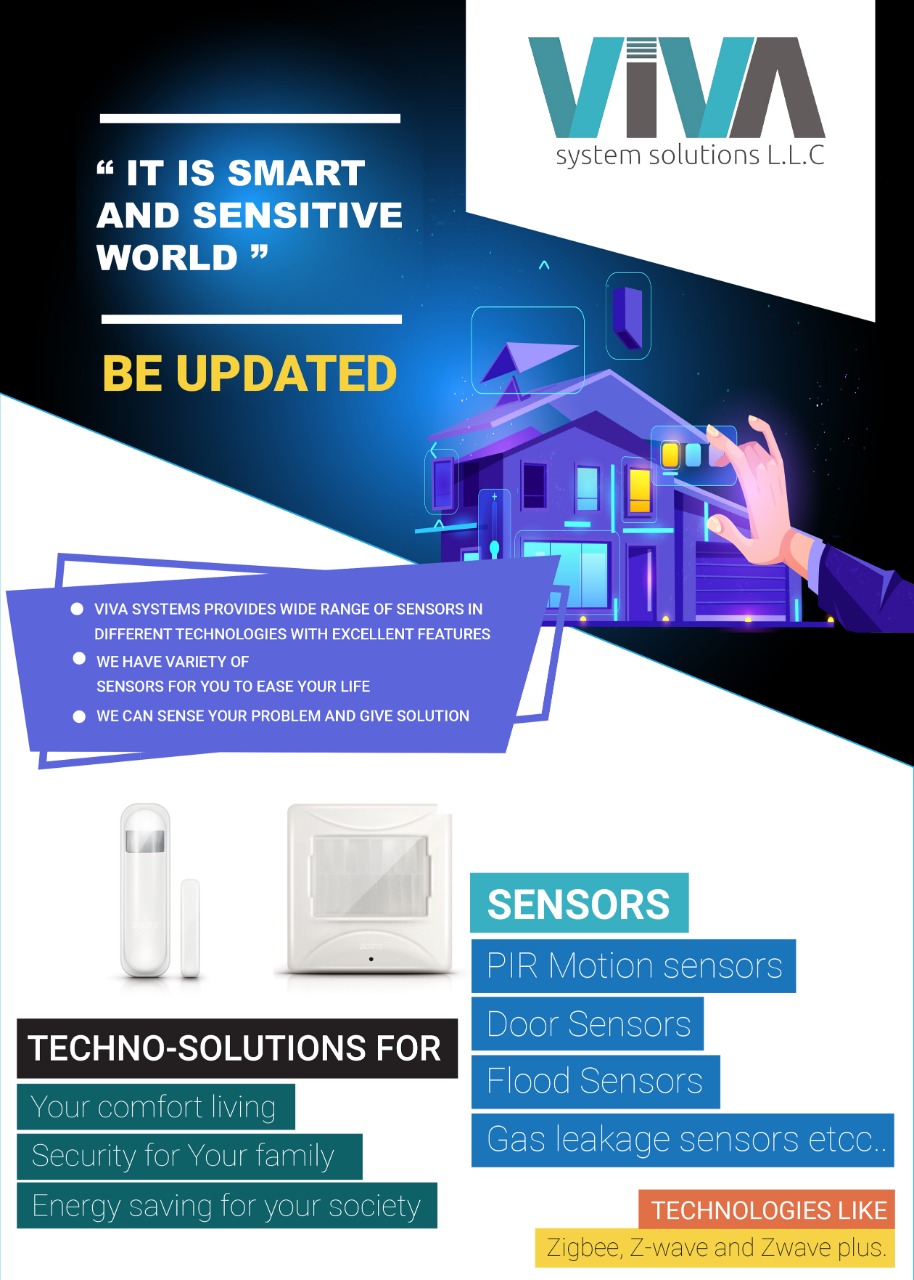 VIVA
system solutions L.L.C
“ IT IS SMART
AND SENSITIVE
WORLD ”
BE UPDATED
VIVA SYSTEMS PROVIDES WIDE RANGE OF SENSORS IN
DIFFERENT TECHNOLOGIES WITH EXCELLENT FEATURES
WE HAVE VARIETY OF
SENSORS FOR YOU TO EASE YOUR LIFE
WE CAN SENSE YOUR PROBLEM AND GIVE SOLUTION
TECHNO-SOLUTIONS FOR
Your comfort living
Security for Your family
Energy saving for your society
SENSORS
PIR Motion sensors
Door Sensors
Flood Sensors
Gas leakage sensors etcc..
TECHNOLOGIES LIKE
Zigbee, Z-wave and Zwave plus.